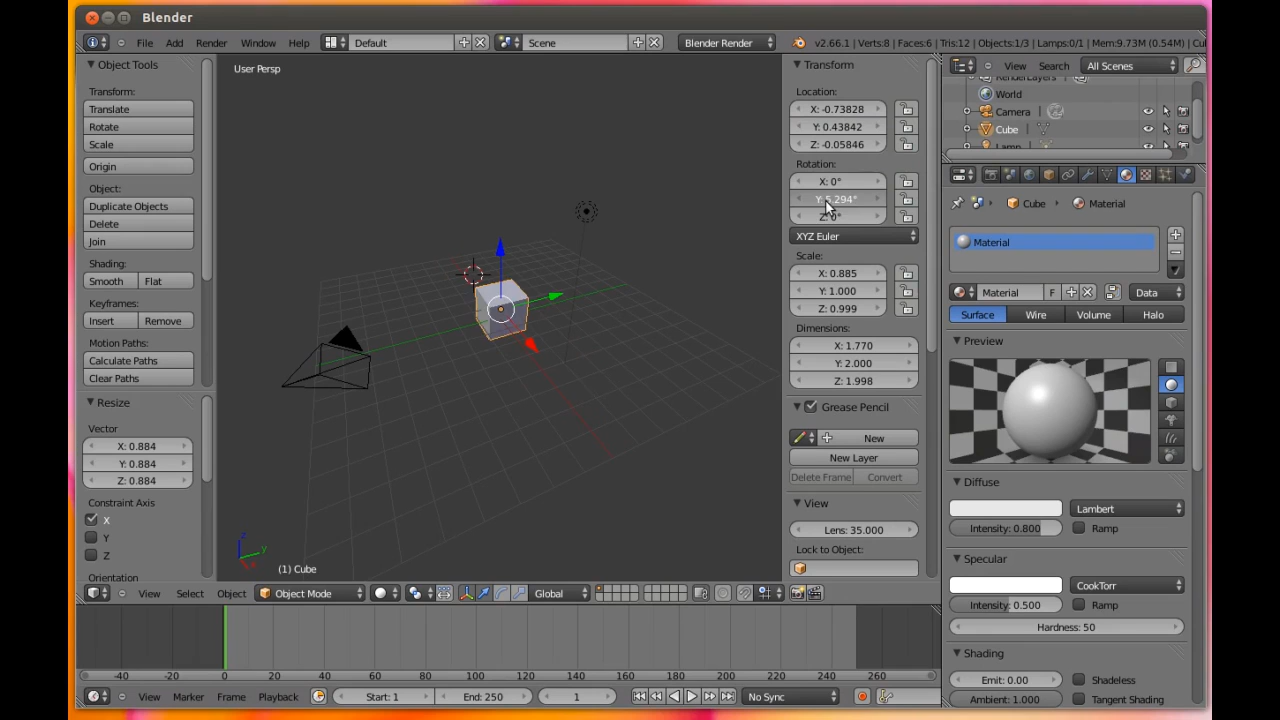 Blender
File Add Render Window Help Default Scene Blender Render v2.66.1 | Verts:8 | Faces:6 | Tris:12 | Objects:1/3 | Lamps:0/1 | Mem:9.73M (0.54M) | Cul
Object Tools
Transform:
Translate
Rotate
Scale
Origin
Object:
Duplicate Objects
Delete
Join
Shading:
Smooth Flat
Keyframes:
Insert Remove
Motion Paths:
Calculate Paths
Clear Paths
Resize
Vector
X: 0.884
Y: 0.884
Z: 0.884
Constraint Axis
X
Y
Z
Orientation
User Persp
z
y
(1) Cube
View Select Object Object Mode Global
Transform
Location:
X: -0.73828
Y: 0.43842
Z: -0.05846
Rotation:
X: 0°
Z: 0°
XYZ Euler
Scale:
X: 0.885
Y: 1.000
Z: 0.999
Dimensions:
X: 1.770
Y: 2.000
Z: 1.998
Grease Pencil
New
New Layer
Delete Frame Convert
View
Lens: 35.000
Lock to Object:
View Search All Scenes
RenderLayers
World
Camera
Cube
Lamp
Cube Material
Material
Material F Data
Surface Wire Volume Halo
Preview
Diffuse
Lambert
Intensity: 0.800 Ramp
Specular
CookTorr
Intensity: 0.500 Ramp
Hardness: 50
Shading
Emit: 0.00 Shadeless
Ambient: 1.000 Tangent Shading
-40 -20 0 20 40 60 80 100 120 140 160 180 200 220 240 260
View Marker Frame Playback Start: 1 End: 250 1 No Sync